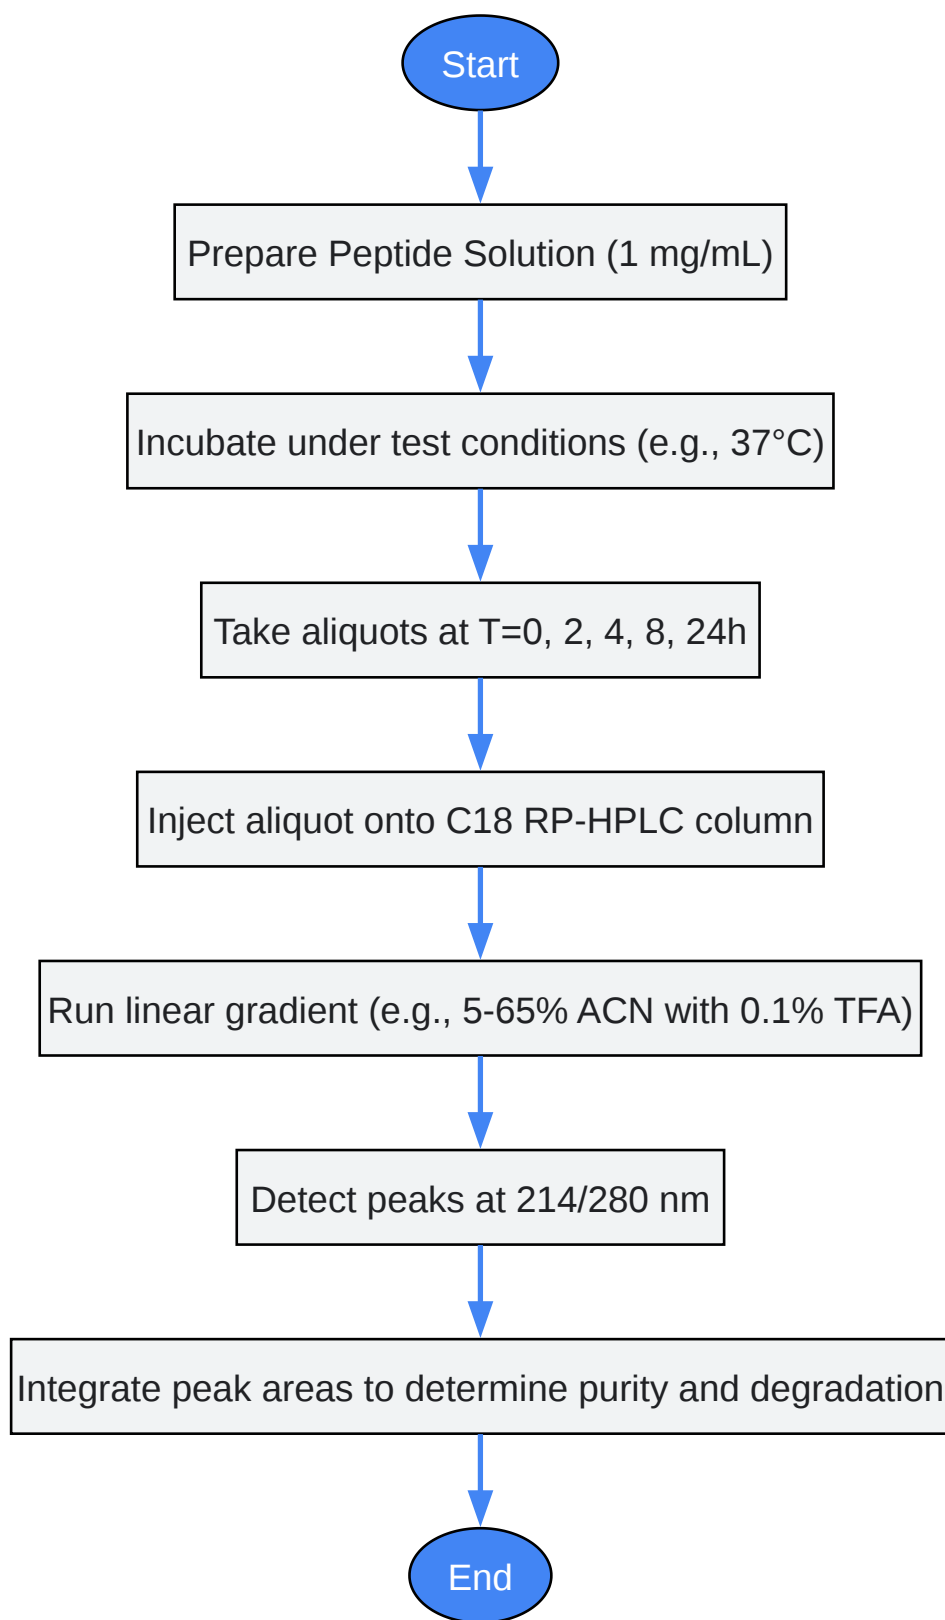 Start
Prepare Peptide Solution (1 mg/mL)
Incubate under test conditions (e.g., 37°C)
Take aliquots at T=0, 2, 4, 8, 24h
Inject aliquot onto C18 RP-HPLC column
Run linear gradient (e.g., 5-65% ACN with 0.1% TFA)
Detect peaks at 214/280 nm
Integrate peak areas to determine purity and degradation
End